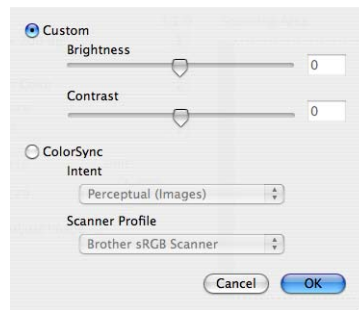 Custom
Brightness
0
Contrast
0
ColorSync
Intent
Perceptual (Images)
Scanner Profile
Brother sRGB Scanner
Cancel OK